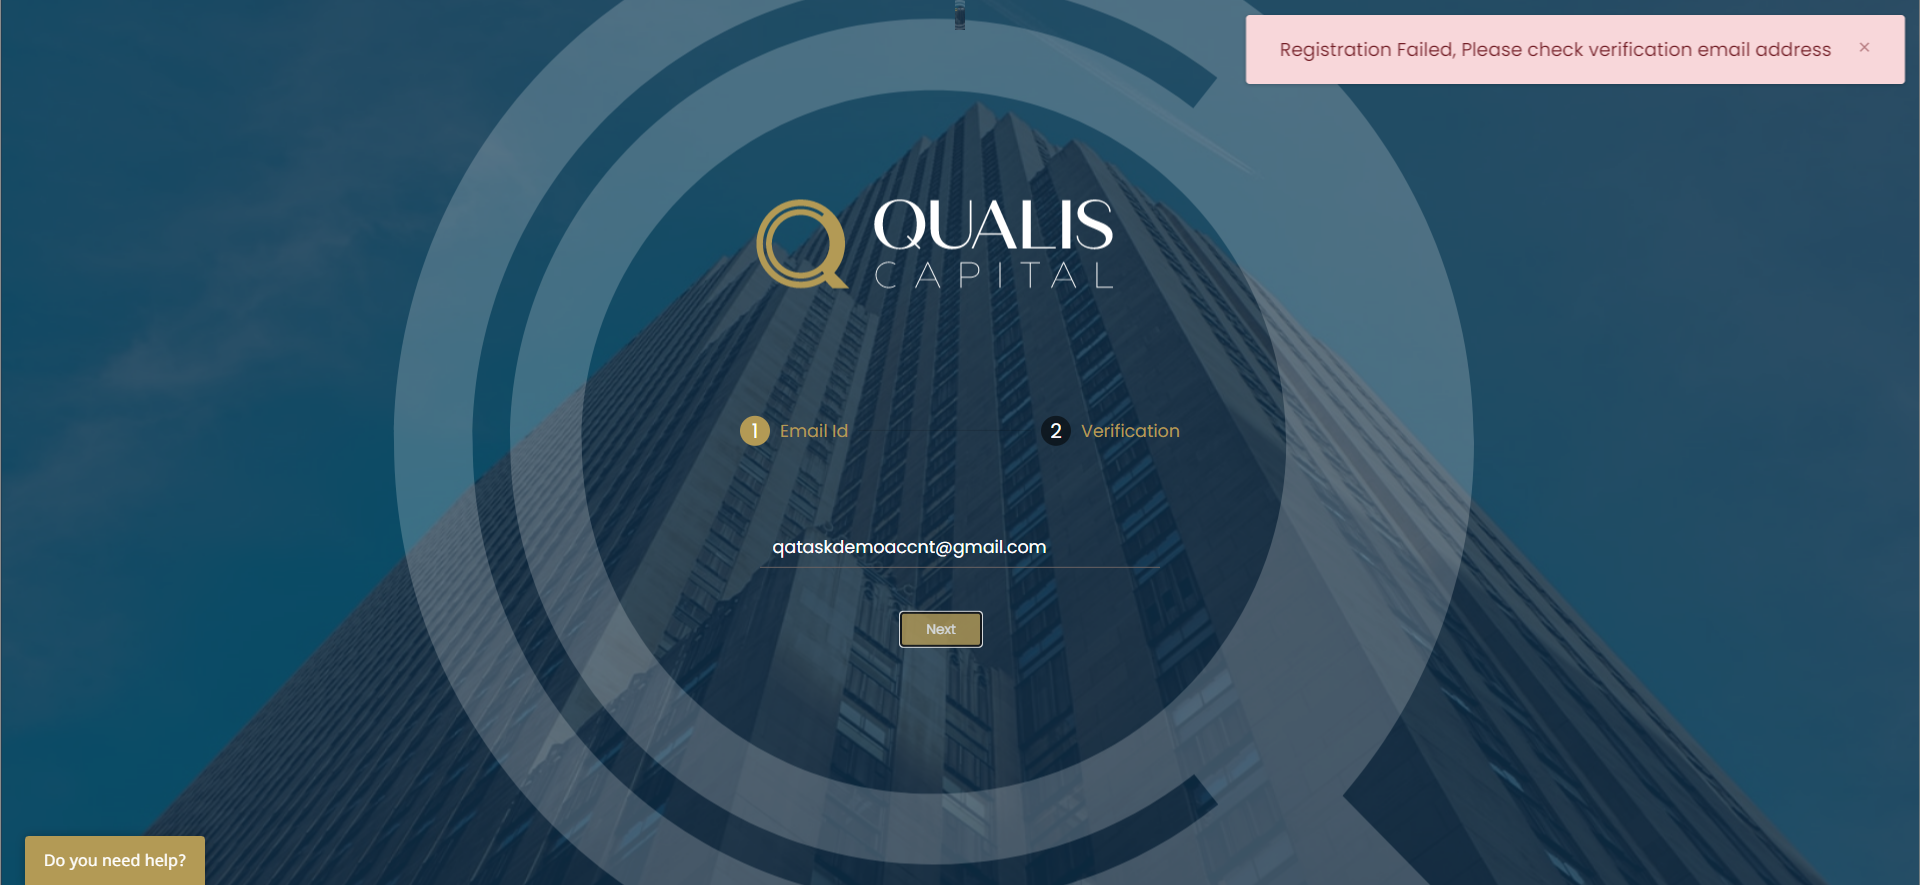 Registration Failed, Please check verification email address ×
QUALIS
CAPITAL
1 Email Id 2 Verification
qataskdemoaccnt@gmail.com
Next
Do you need help?